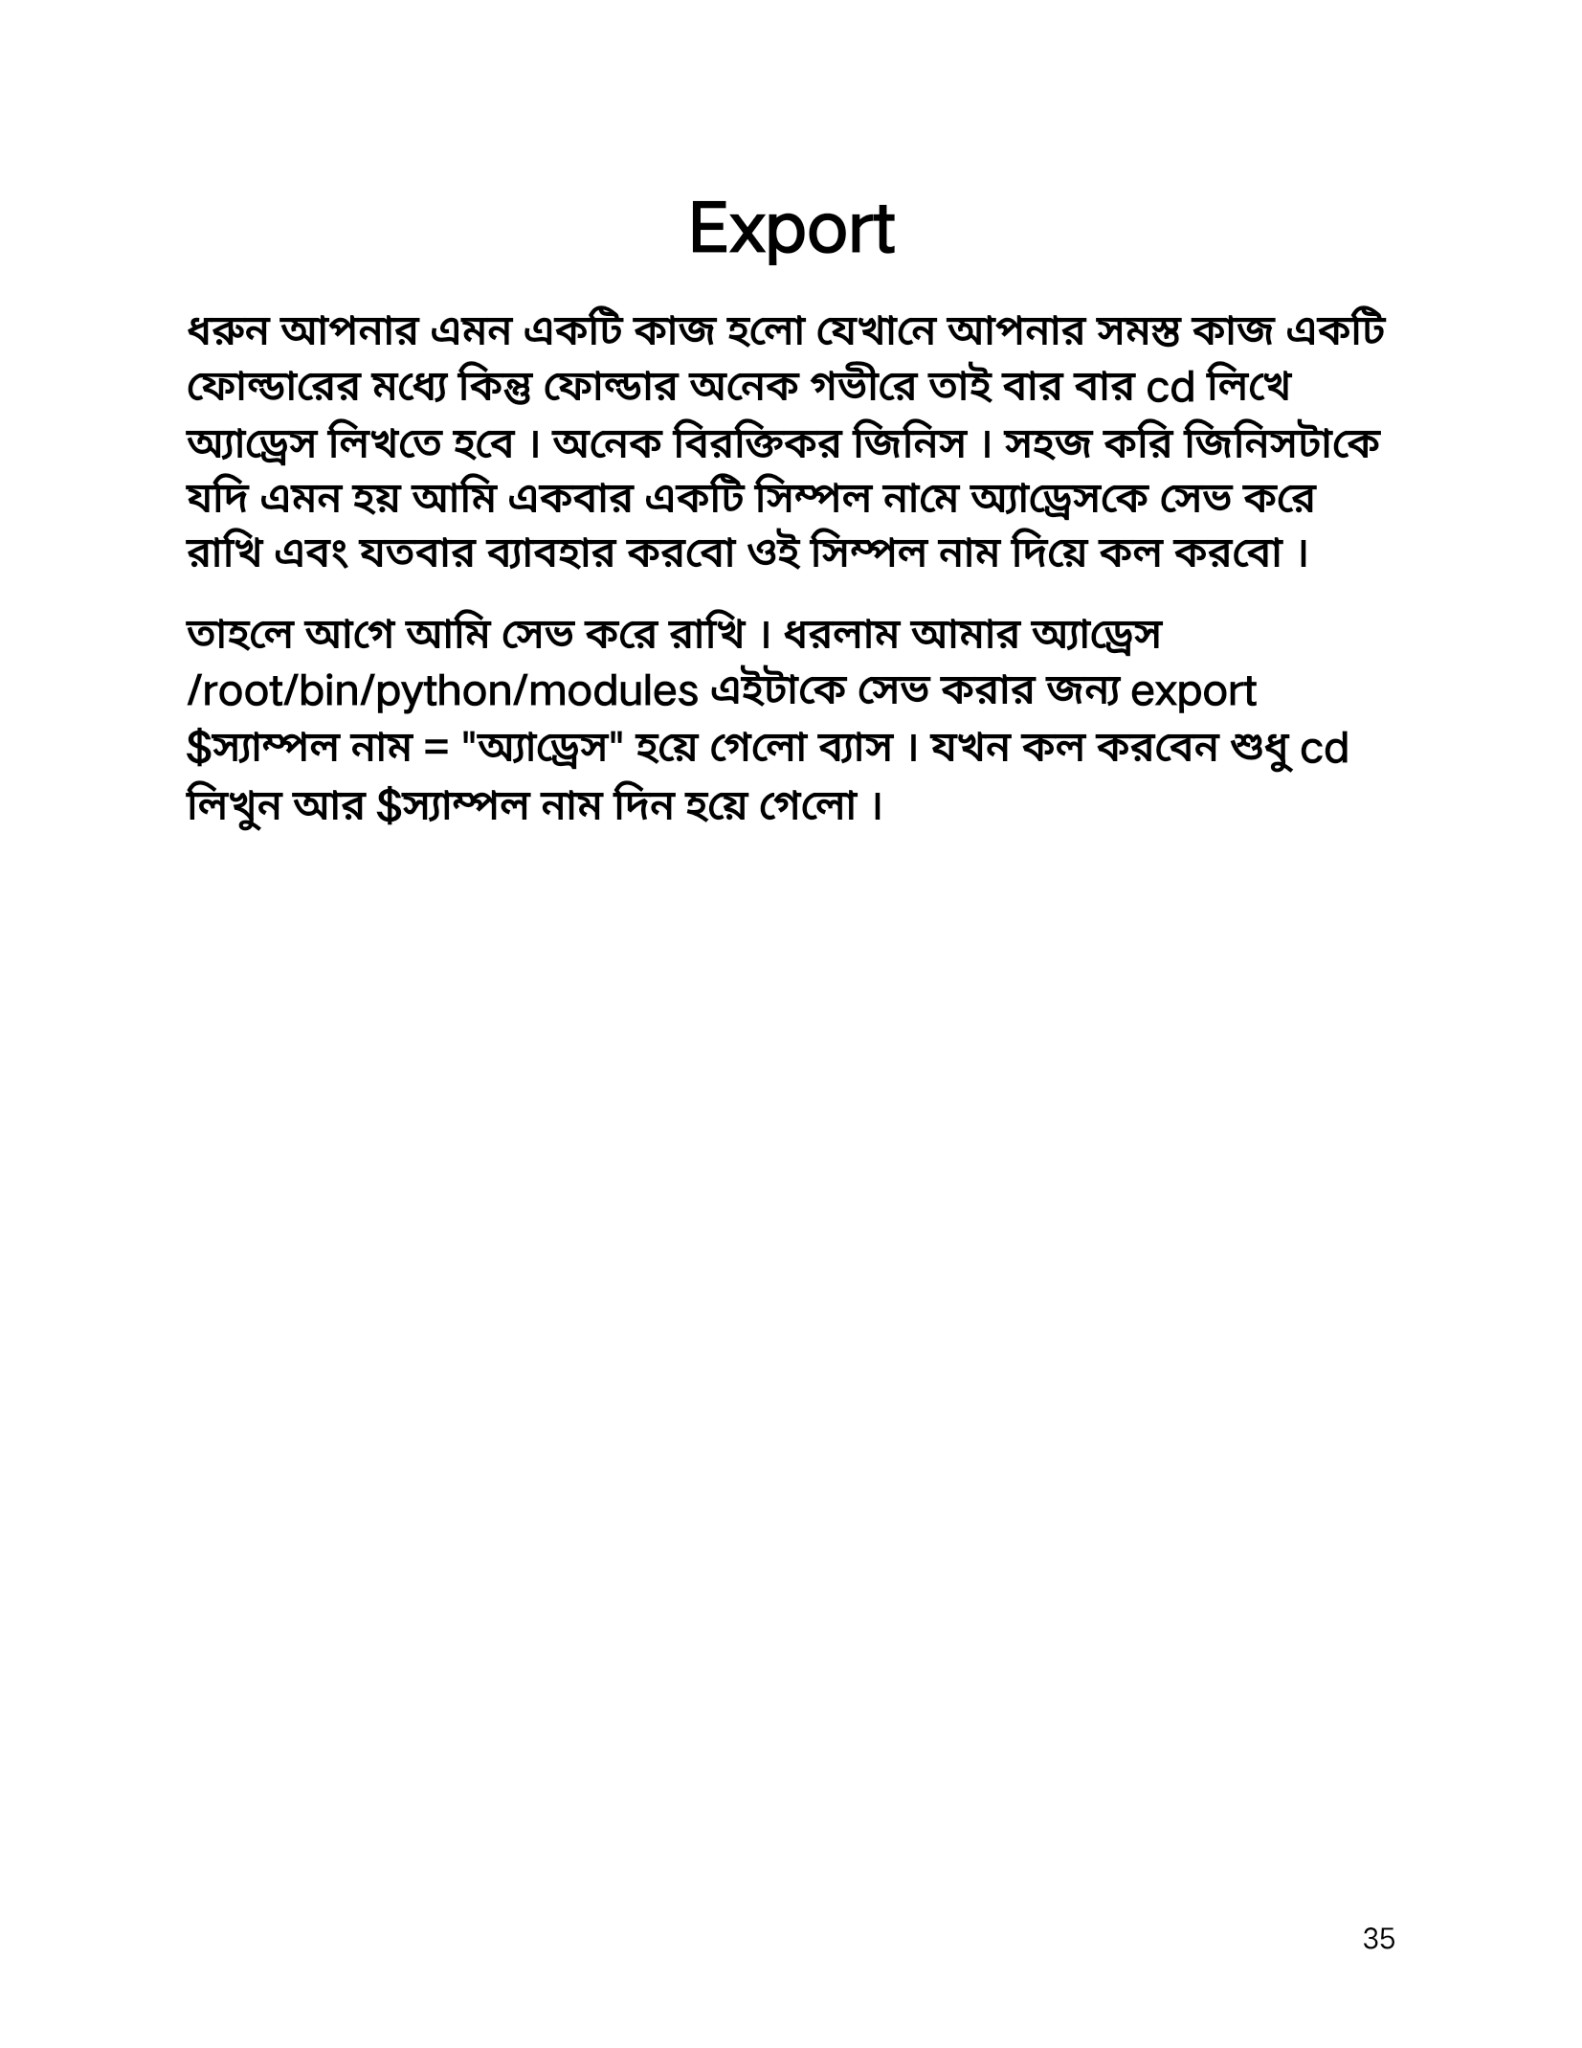 Export
ধরুন আপনার এমন একটি কাজ হলো যেখানে আপনার সমস্ত কাজ একটি
ফোল্ডারের মধ্যে কিন্তু ফোল্ডার অনেক গভীরে তাই বার বার cd লিখে
অ্যাড্রেস লিখতে হবে । অনেক বিরক্তিকর জিনিস । সহজ করি জিনিসটাকে
যদি এমন হয় আমি একবার একটি সিম্পল নামে অ্যাড্রেসকে সেভ করে
রাখি এবং যতবার ব্যাবহার করবো ওই সিম্পল নাম দিয়ে কল করবো ।
তাহলে আগে আমি সেভ করে রাখি । ধরলাম আমার অ্যাড্রেস
/root/bin/python/modules এইটাকে সেভ করার জন্য export
$স্যাম্পল নাম = "অ্যাড্রেস" হয়ে গেলো ব্যাস । যখন কল করবেন শুধু cd
লিখুন আর $স্যাম্পল নাম দিন হয়ে গেলো ।
35